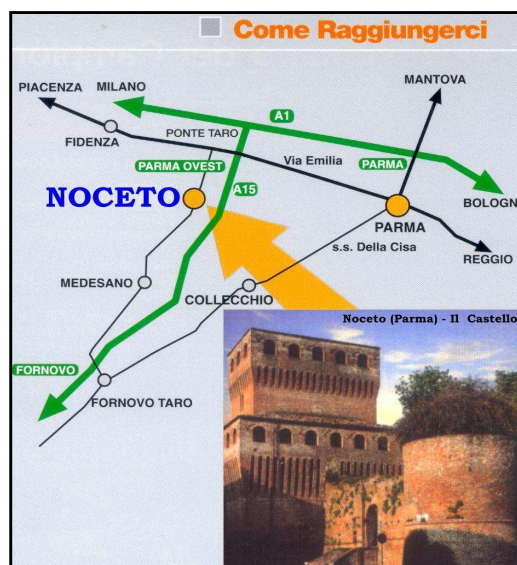 Come Raggiungerci
PIACENZA
MILANO
MANTOVA
A1
FIDENZA
PONTE TARO
Via Emilia
PARMA
PARMA OVEST
A15
NOCETO
BOLOGN
PARMA
s.s. Della Cisa
REGGIO
MEDESANO
COLLECCHIO
Noceto (Parma) - Il Castello
FORNOVO
FORNOVO TARO